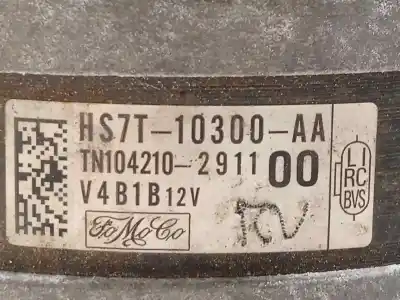 HS7T-10300-AA
TN104210-2911 00
V4B1B 12V
FoMoCo
LI
RC
BVS